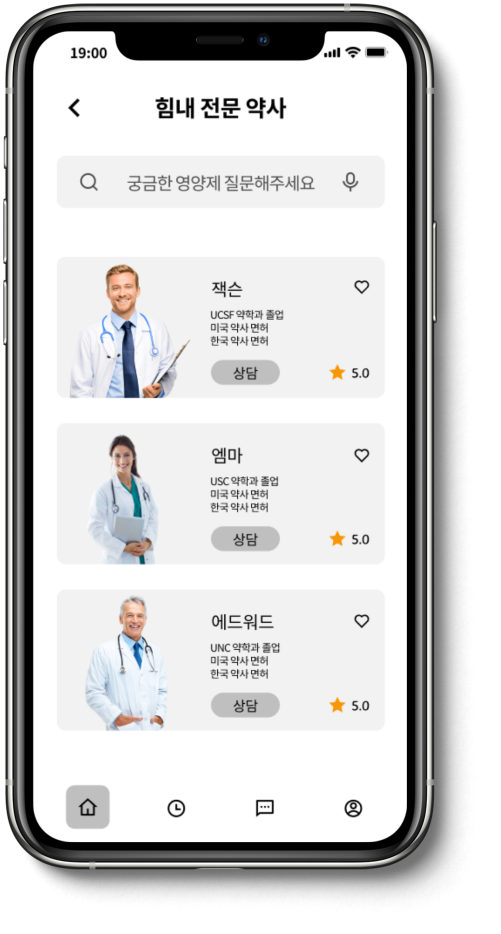 19:00
힘내 전문 약사
궁금한 영양제 질문해주세요
잭슨
UCSF 약학과 졸업
미국 약사 면허
한국 약사 면허
상담
5.0
엠마
USC 약학과 졸업
미국 약사 면허
한국 약사 면허
상담
5.0
에드워드
UNC 약학과 졸업
미국 약사 면허
한국 약사 면허
상담
5.0